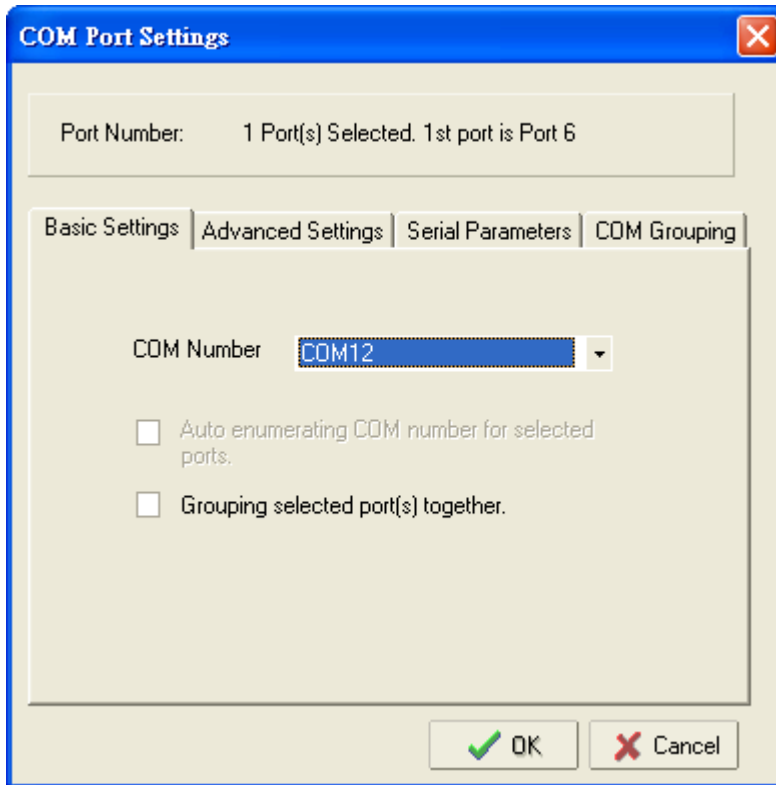 COM Port Settings
Port Number: 1 Port(s) Selected. 1st port is Port 6
Basic Settings Advanced Settings Serial Parameters COM Grouping
COM Number COM12
Auto enumerating COM number for selected
ports.
Grouping selected port(s) together.
OK Cancel